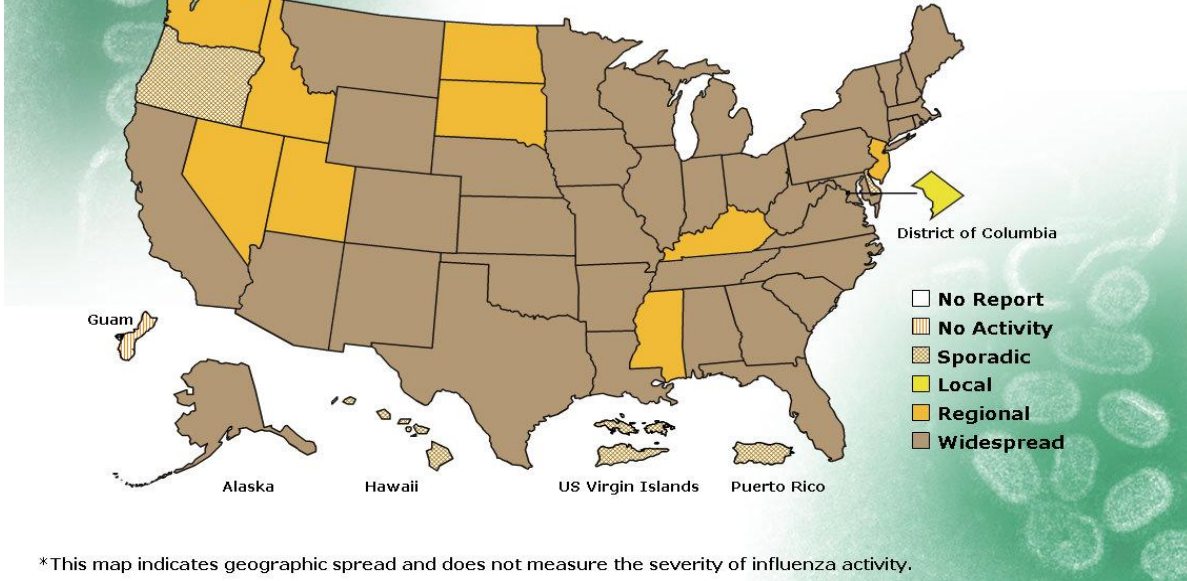 District of Columbia
No Report
Guam
No Activity
Sporadic
Local
Regional
Widespread
Alaska
Hawaii
US Virgin Islands
Puerto Rico
*This map indicates geographic spread and does not measure the severity of influenza activity.